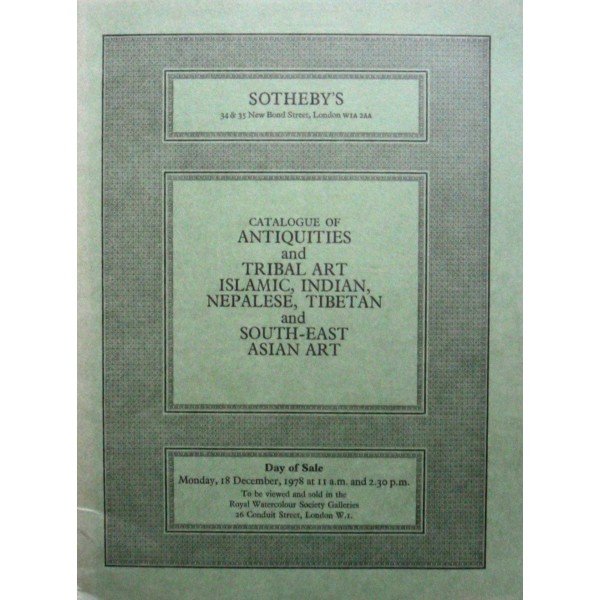 SOTHEBY'S
34 & 35 New Bond Street, London W1A 2AA
CATALOGUE OF
ANTIQUITIES
and
TRIBAL ART
ISLAMIC, INDIAN,
NEPALESE, TIBETAN
and
SOUTH-EAST
ASIAN ART
Day of Sale
Monday, 18 December, 1978 at 11 a.m. and 2.30 p.m.
To be viewed and sold in the
Royal Watercolour Society Galleries
26 Conduit Street, London W.1.